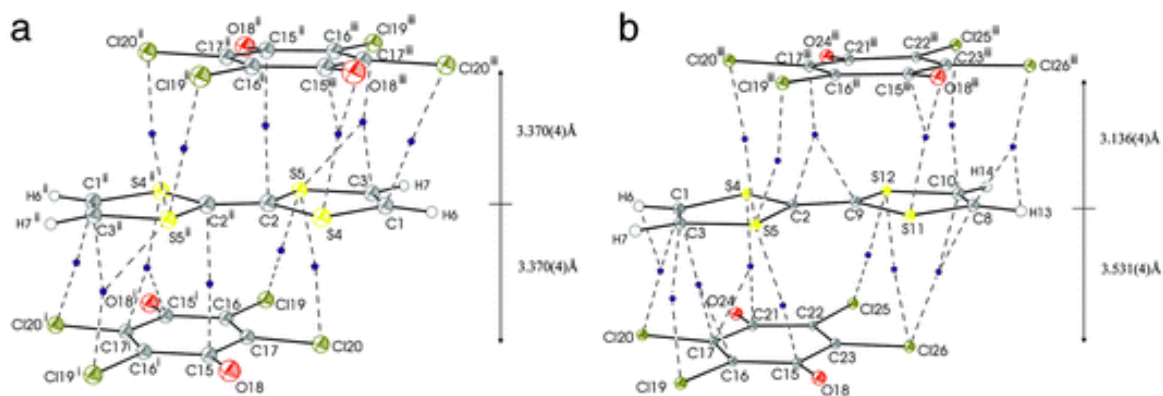 a
O18ⁱⁱ C15ⁱⁱ C16ⁱⁱⁱ Cl19ⁱⁱⁱ
Cl20ⁱⁱ C17ⁱⁱ C17ⁱⁱⁱ
Cl19ⁱⁱ C16ⁱⁱ C15ⁱⁱⁱ O18ⁱⁱⁱ Cl20ⁱⁱⁱ
3.370(4)Å
H6ⁱⁱ C1ⁱⁱ S4ⁱⁱ S5 C3 H7
H7ⁱⁱ C3ⁱⁱ S5ⁱⁱ C2ⁱⁱ C2 S4 C1 H6
3.370(4)Å
O18ⁱ C15ⁱ C16 Cl19
Cl20ⁱ C17ⁱ C17 Cl20
Cl19ⁱ C16ⁱ C15 O18
b
O24ⁱⁱⁱ C21ⁱⁱⁱ C22ⁱⁱⁱ Cl25ⁱⁱⁱ
Cl20ⁱⁱⁱ C17ⁱⁱⁱ C23ⁱⁱⁱ
Cl19ⁱⁱⁱ C16ⁱⁱⁱ C15ⁱⁱⁱ O18ⁱⁱⁱ Cl26ⁱⁱⁱ
3.136(4)Å
H6 C1 S4 S12 C10 H14
H7 C3 S5 C2 C9 S11 C8 H13
3.531(4)Å
O24 C21 C22 Cl25
Cl20 C17 C23 Cl26
Cl19 C16 C15 O18